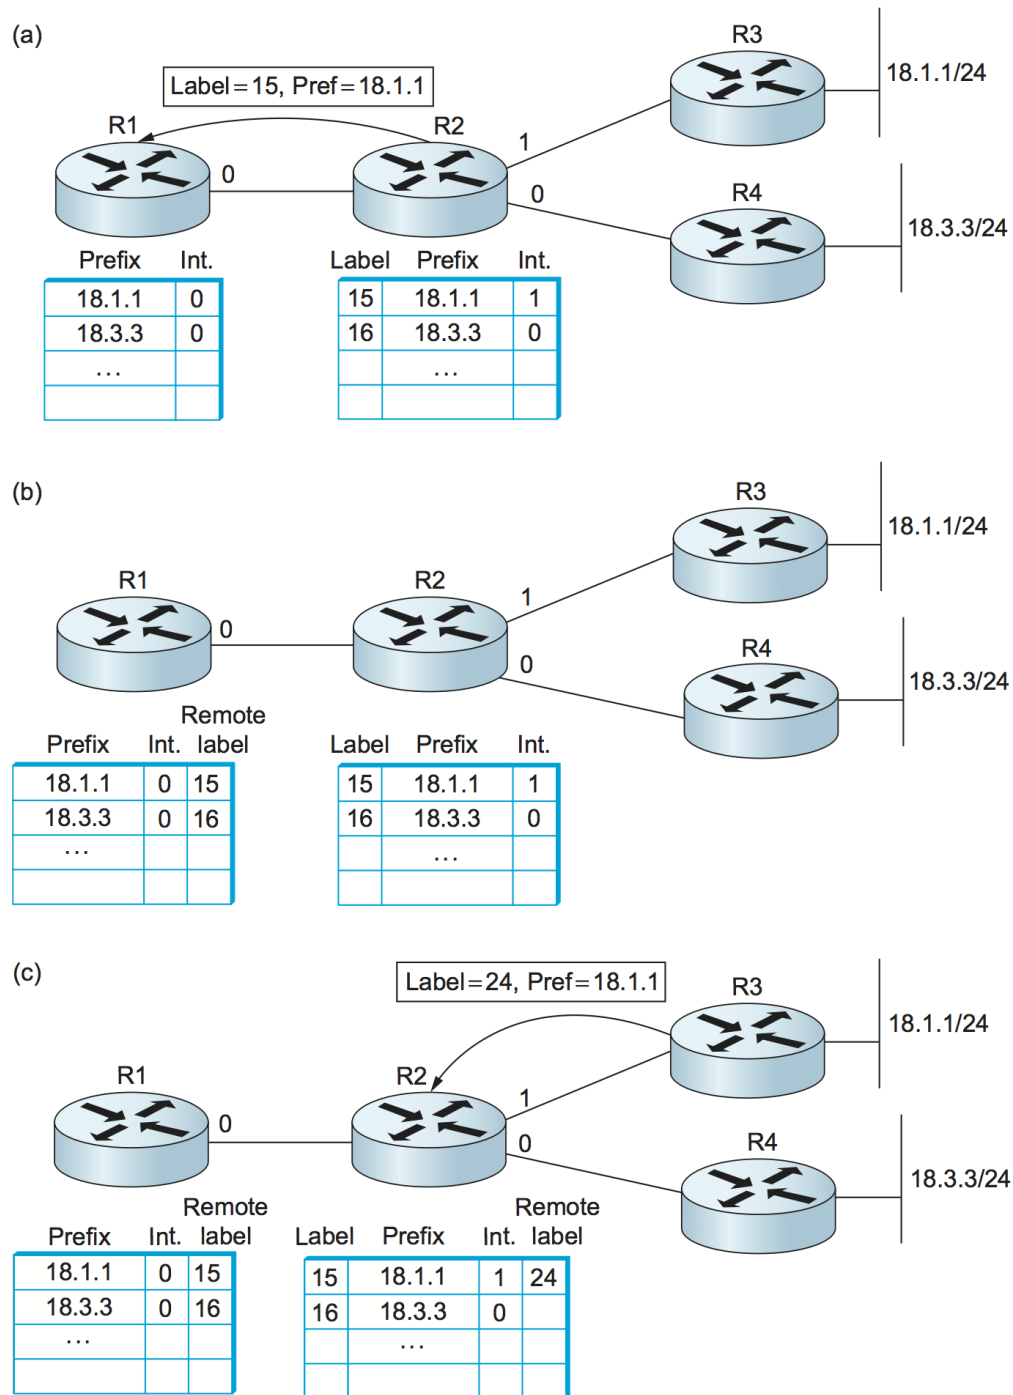 (a)
R3
18.1.1/24
Label=15, Pref=18.1.1
R1
R2
1
0
0
R4
18.3.3/24
Prefix Int.
18.1.1 0
18.3.3 0
...
Label Prefix Int.
15 18.1.1 1
16 18.3.3 0
...
(b)
R3
18.1.1/24
R1
R2
1
0
0
R4
18.3.3/24
Remote
Prefix Int. label
18.1.1 0 15
18.3.3 0 16
...
Label Prefix Int.
15 18.1.1 1
16 18.3.3 0
...
(c)
Label=24, Pref=18.1.1
R3
18.1.1/24
R1
R2
1
0
0
R4
18.3.3/24
Remote
Prefix Int. label
18.1.1 0 15
18.3.3 0 16
...
Remote
Label Prefix Int. label
15 18.1.1 1 24
16 18.3.3 0
...